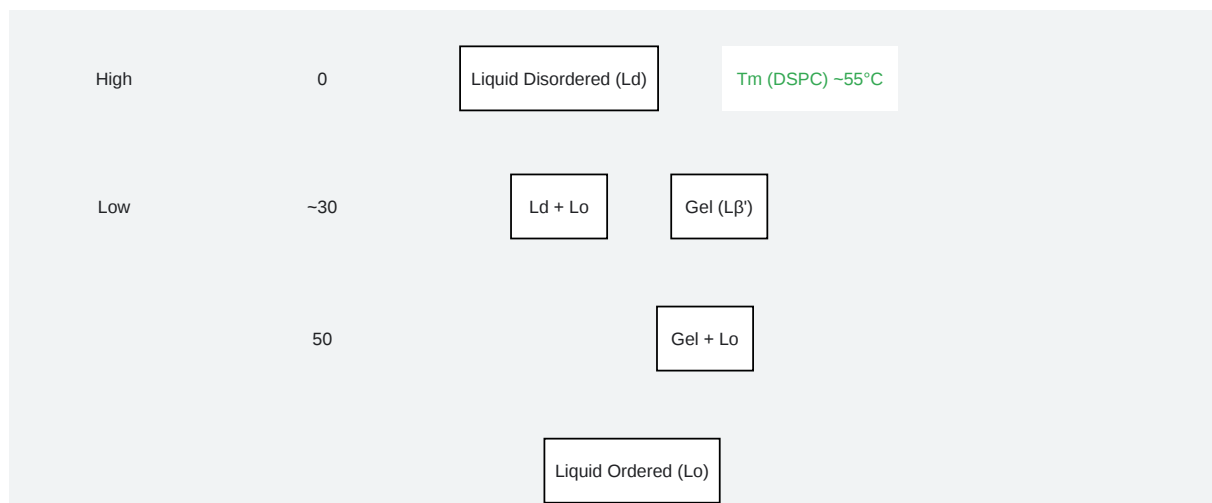 High
0
Liquid Disordered (Ld)
Tm (DSPC) ~55°C
Low
~30
Ld + Lo
Gel (Lβ')
50
Gel + Lo
Liquid Ordered (Lo)